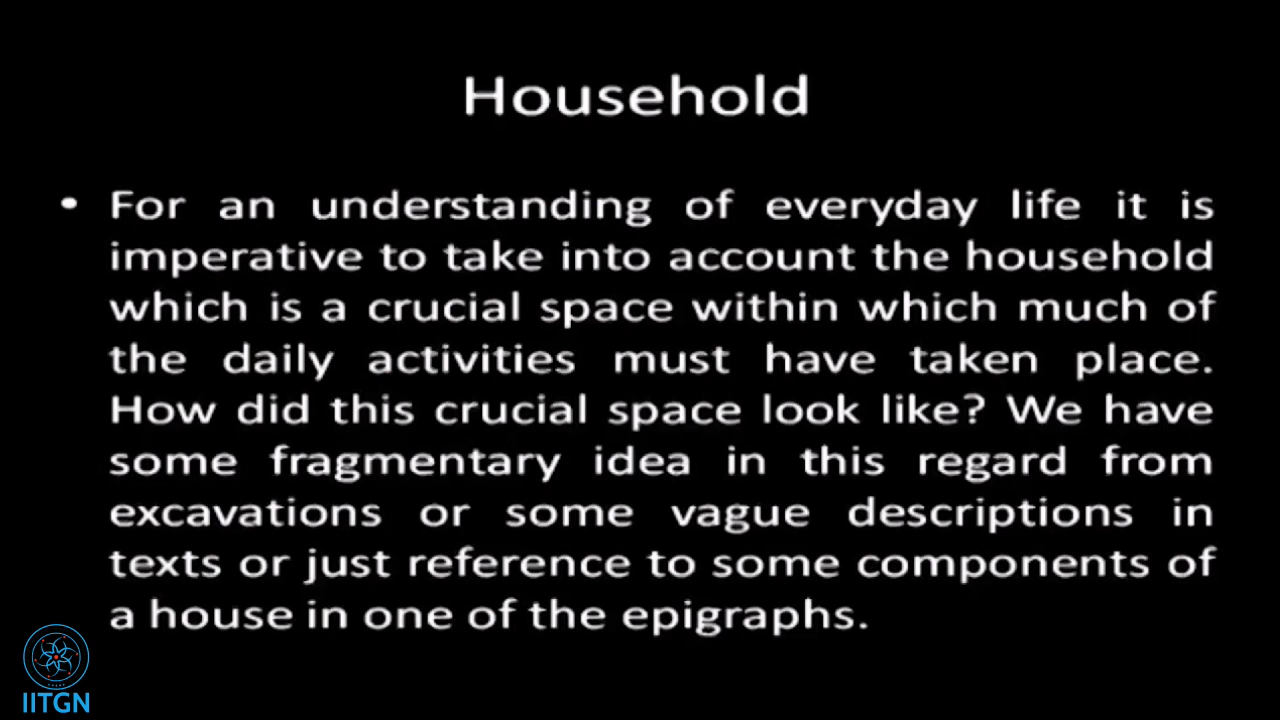 Household
• For an understanding of everyday life it is
imperative to take into account the household
which is a crucial space within which much of
the daily activities must have taken place.
How did this crucial space look like? We have
some fragmentary idea in this regard from
excavations or some vague descriptions in
texts or just reference to some components of
a house in one of the epigraphs.
IITGN